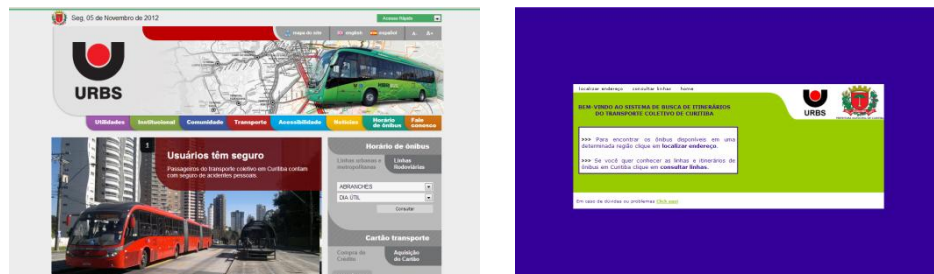 Seg, 05 de Novembro de 2012
Acesso Rápido
mapa do site english español A- A+
URBS
Utilidades Institucional Comunidade Transporte Acessibilidade Notícias Horário de ônibus Fale conosco
1
Usuários têm seguro
Passageiros do transporte coletivo em Curitiba contam
com seguro de acidentes pessoais.
Horário de ônibus
Linhas urbanas e
metropolitanas
Linhas
Rodoviárias
ABRANCHES
DIA ÚTIL
Consultar
Cartão transporte
Compra de
Crédito
Aquisição
do Cartão
localizar endereço consultar linhas home
BEM-VINDO AO SISTEMA DE BUSCA DE ITINERÁRIOS
DO TRANSPORTE COLETIVO DE CURITIBA
URBS
>>> Para encontrar os ônibus disponíveis em uma
determinada região clique em localizar endereço.
>>> Se você quer conhecer as linhas e itinerários de
ônibus em Curitiba clique em consultar linhas.
Em caso de dúvidas ou problemas Click aqui